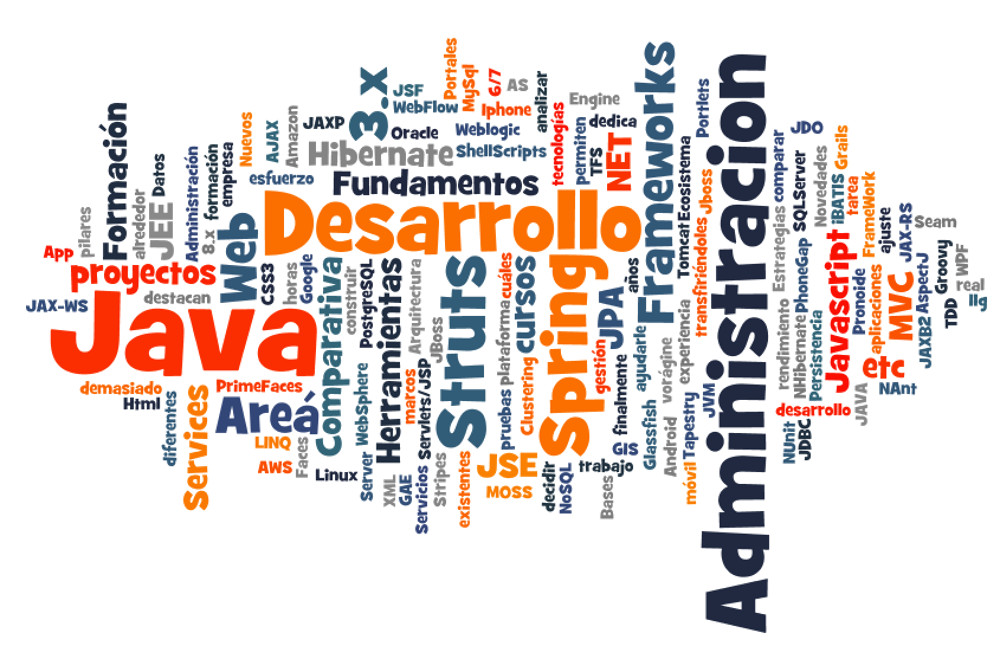 Portales
MySql
6/7
AS
analizar
Engine
JSF
WebFlow
Iphone
3.x
Frameworks
Portlets
Administracion
JAXP
Oracle
Weblogic
ShellScripts
tecnologías
Permiten
dedica
TFS
NET
Formación
Datos
Nuevos
AJAX
Amazon
Hibernate
Fundamentos
esfuerzo
Administración
formación
8.x
empresa
alrededor
JEE
pilares
App
proyectos
Web
Desarrollo
Ecosistema
Tomcat
Jboss
transfiriéndoles
comparar
JDO
Estrategias
SQLServer
Novedades
Grails
iBATIS
tarea
FrameWork
ajuste
JAX-RS
Seam
Groovy
WPF
real
llg
TDD
AspectJ
JAXB2
MVC
aplicaciones
Pronoide
Javascript
PhoneGap
Persistencia
NHibernate
rendimiento
etc
NAnt
desarrollo
JAVA
NUnit
JDBC
JAX-WS
destacan
Java
CSS3
horas
Google
Comparativa
construir
PostgreSQL
Herramientas
Arquitectura
JBoss
Struts
cuáles
plataforma
pruebas
cursos
Clustering
Spring
JPA
años
gestión
finalmente
ayudarle
vorágine
experiencia
Glassfish
Android
Tapestry
móvil
JVM
demasiado
Html
diferentes
Services
PrimeFaces
Areá
LINQ
AWS
Faces
Linux
WebSphere
Server
marcos
Servlets/JSP
XML
GAE
Servicios
Stripes
existentes
JSE
MOSS
decidir
NoSQL
trabajo
GIS
Bases